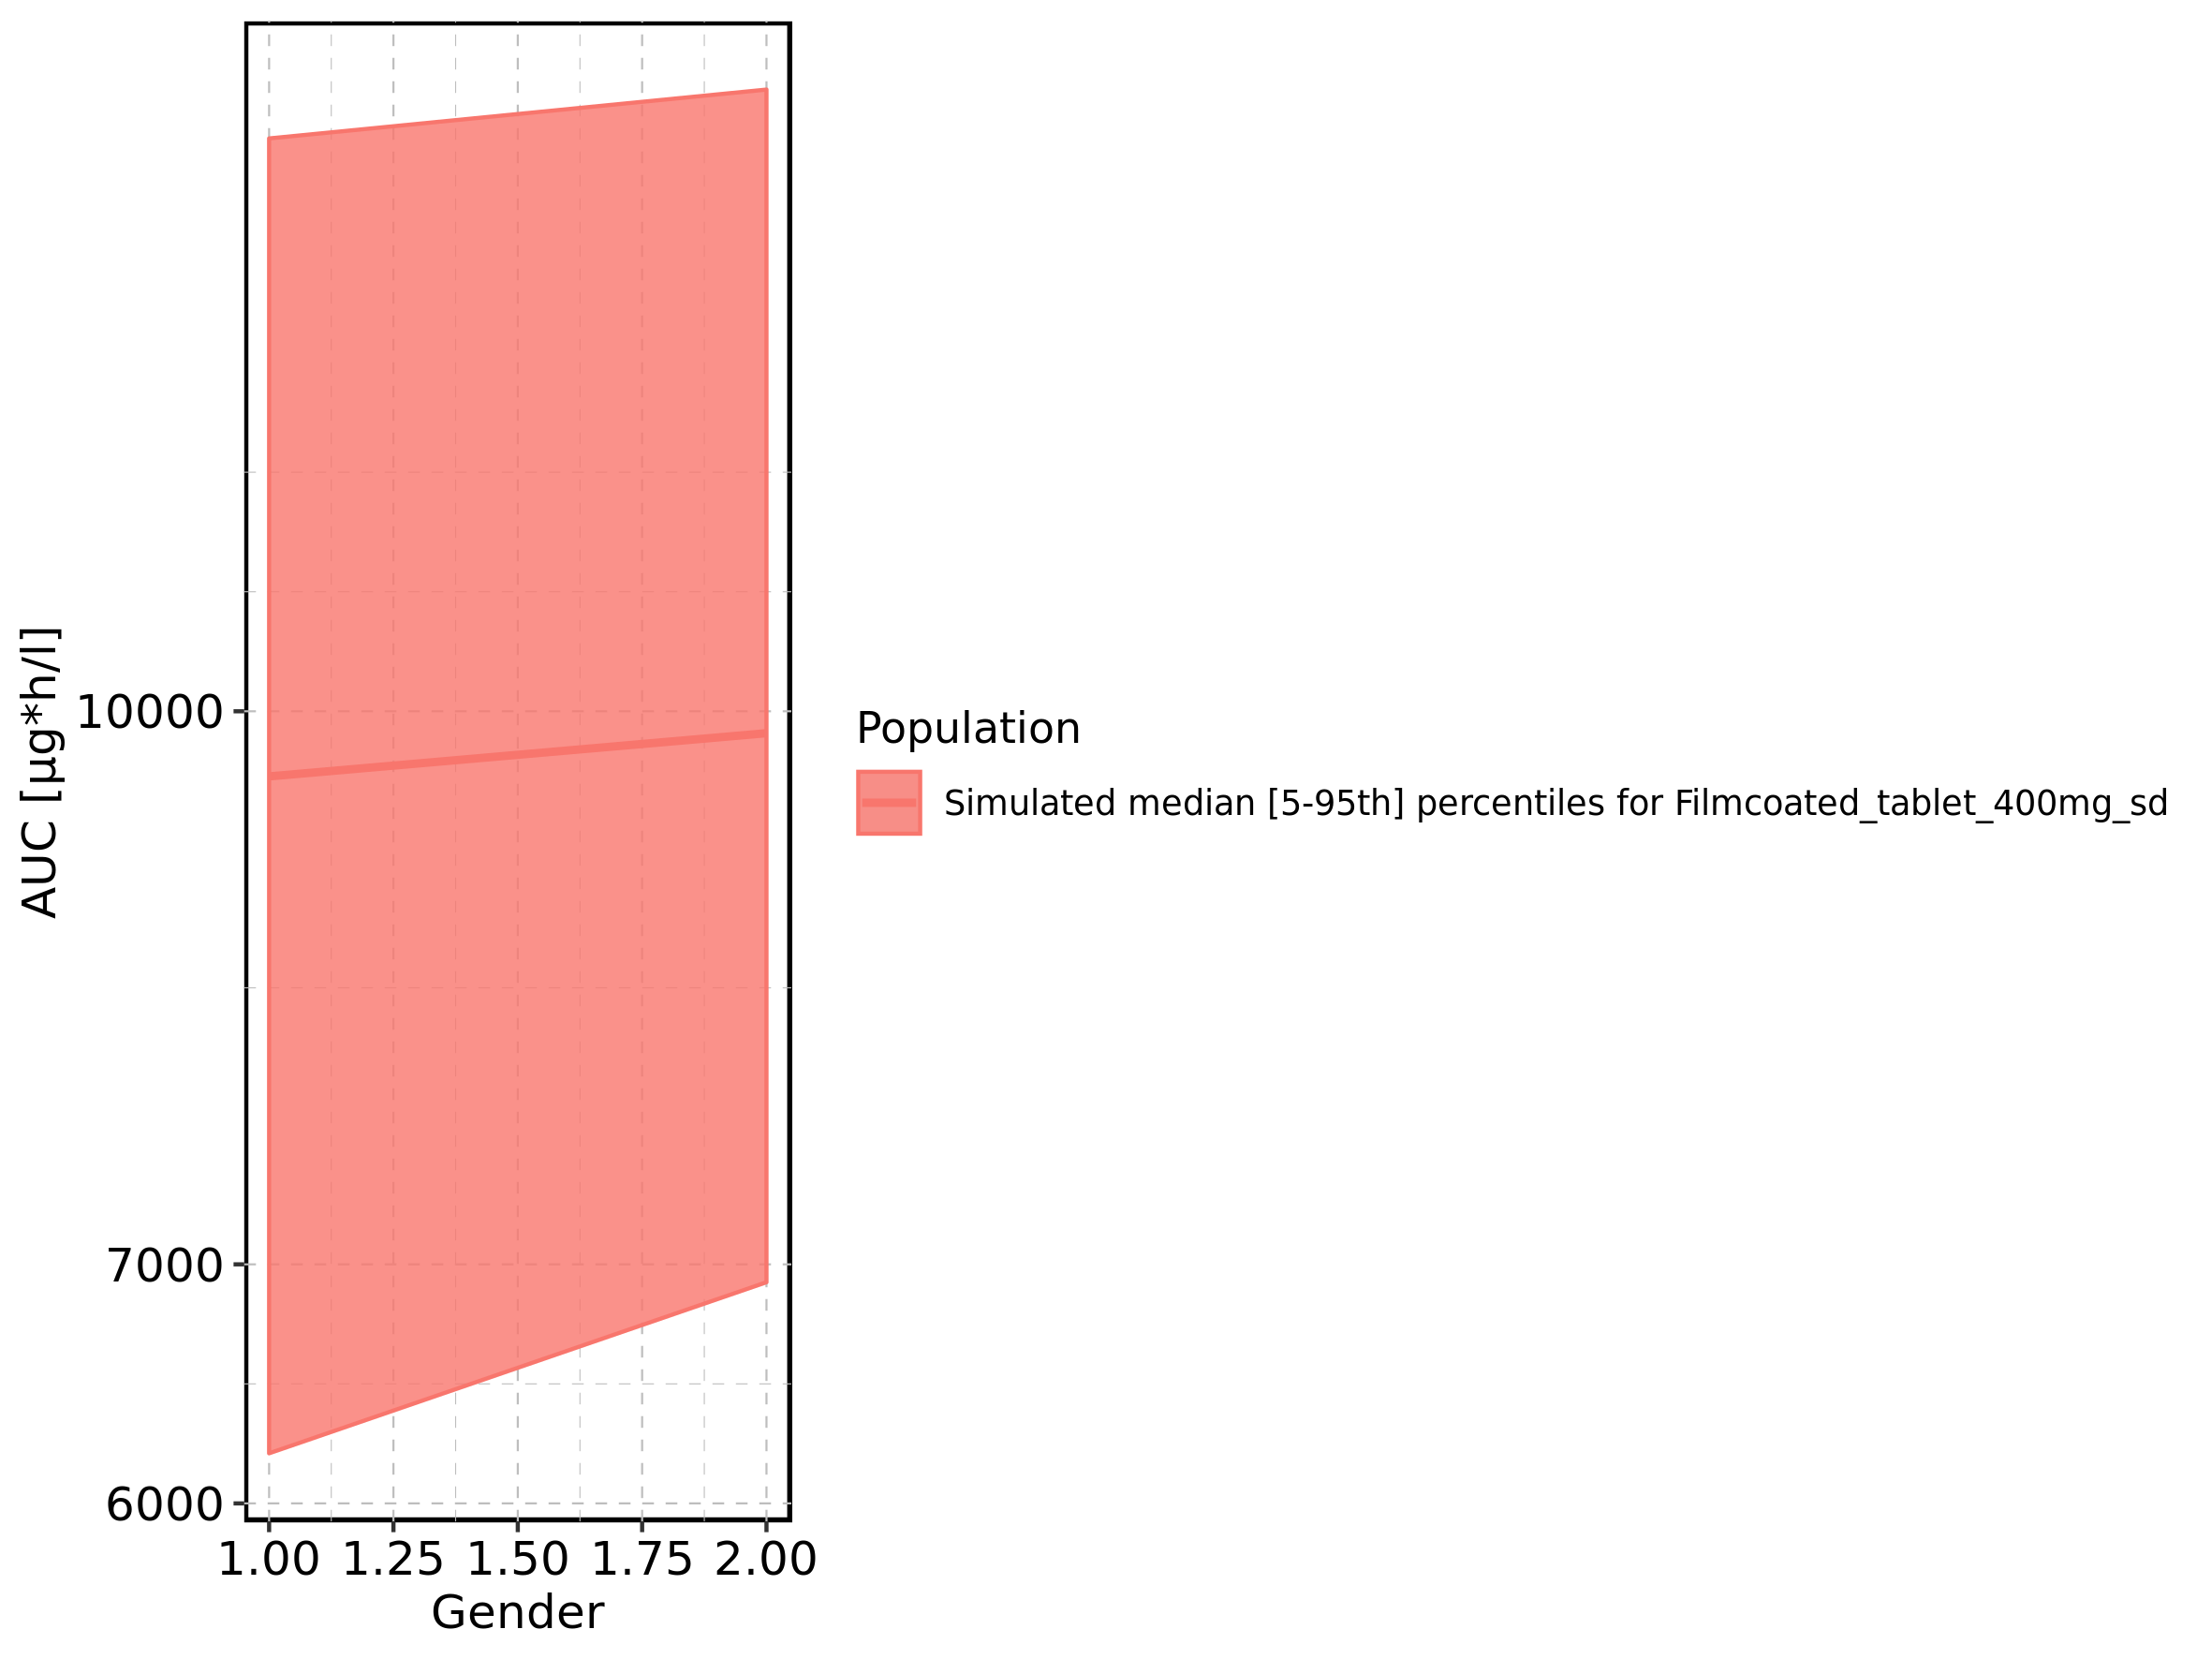 AUC [µg*h/l]
10000
7000
6000
1.00 1.25 1.50 1.75 2.00
Gender
Population
Simulated median [5-95th] percentiles for Filmcoated_tablet_400mg_sd